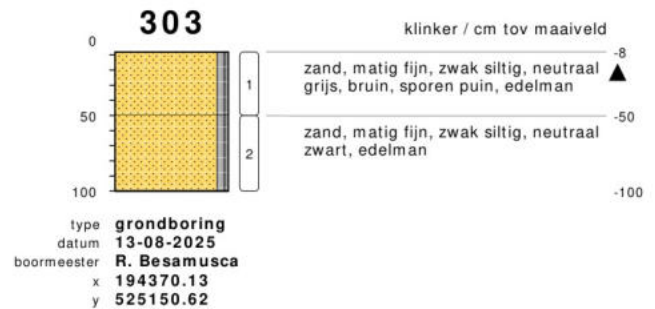 303
klinker / cm tov maaiveld
0
-8
zand, matig fijn, zwak siltig, neutraal
grijs, bruin, sporen puin, edelman
1
50
-50
zand, matig fijn, zwak siltig, neutraal
zwart, edelman
2
100
-100
type grondboring
datum 13-08-2025
boormeester R. Besamusca
x 194370.13
y 525150.62